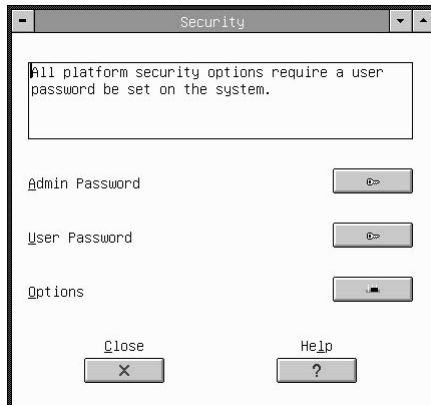 Security
All platform security options require a user
password be set on the system.
Admin Password
User Password
Options
Close
Help
?